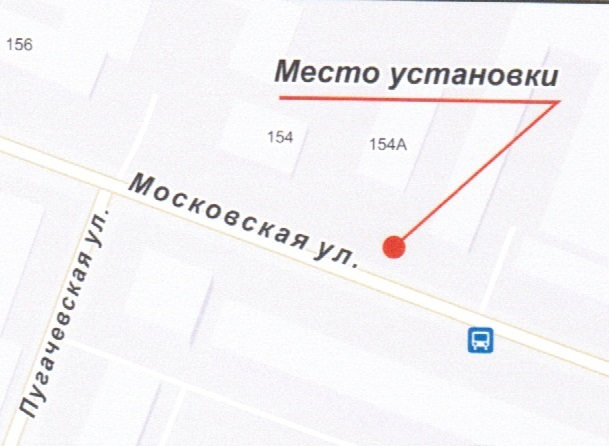 156
Место установки
154
154А
Московская ул.
Пугачевская ул.